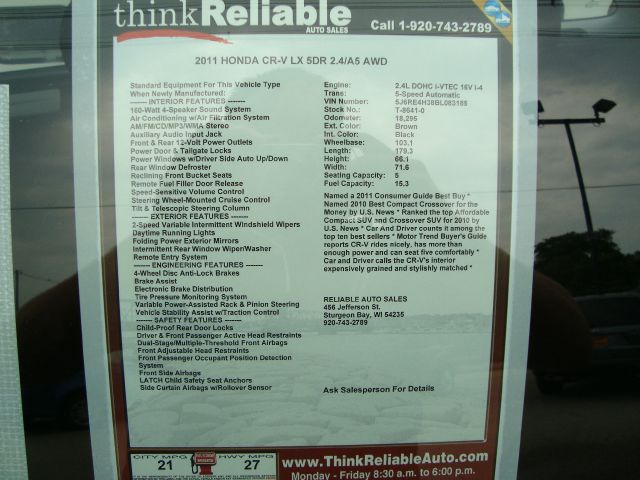 thinkReliable
AUTO SALES
Call 1-920-743-2789
2011 HONDA CR-V LX 5DR 2.4/A5 AWD
Standard Equipment For This Vehicle Type
When Newly Manufactured:
------- INTERIOR FEATURES -------
160-Watt 4-Speaker Sound System
Air Conditioning w/Air Filtration System
AM/FM/CD/MP3/WMA Stereo
Auxiliary Audio Input Jack
Front & Rear 12-Volt Power Outlets
Power Door & Tailgate Locks
Power Windows w/Driver Side Auto Up/Down
Rear Window Defroster
Reclining Front Bucket Seats
Remote Fuel Filler Door Release
Speed-Sensitive Volume Control
Steering Wheel-Mounted Cruise Control
Tilt & Telescopic Steering Column
------- EXTERIOR FEATURES -------
2-Speed Variable Intermittent Windshield Wipers
Daytime Running Lights
Folding Power Exterior Mirrors
Intermittent Rear Window Wiper/Washer
Remote Entry System
------- ENGINEERING FEATURES -------
4-Wheel Disc Anti-Lock Brakes
Brake Assist
Electronic Brake Distribution
Tire Pressure Monitoring System
Variable Power-Assisted Rack & Pinion Steering
Vehicle Stability Assist w/Traction Control
------- SAFETY FEATURES -------
Child-Proof Rear Door Locks
Driver & Front Passenger Active Head Restraints
Dual-Stage/Multiple-Threshold Front Airbags
Front Adjustable Head Restraints
Front Passenger Occupant Position Detection
System
Front Side Airbags
LATCH Child Safety Seat Anchors
Side Curtain Airbags w/Rollover Sensor
Engine: 2.4L DOHC i-VTEC 16V I-4
Trans: 5-Speed Automatic
VIN Number: 5J6RE4H38BL083188
Stock No.: T-8641-0
Odometer: 18,295
Ext. Color: Brown
Int. Color: Black
Wheelbase: 103.1
Length: 179.3
Height: 66.1
Width: 71.6
Seating Capacity: 5
Fuel Capacity: 15.3
Named a 2011 Consumer Guide Best Buy *
Named 2010 Best Compact Crossover for the
Money by U.S. News * Ranked the top Affordable
Compact SUV nnd Crossover SUV for 2010 by
U.S. News * Car And Driver counts it among the
top ten best sellers * Motor Trend Buyer's Guide
reports CR-V rides nicely, has more than
enough power and can seat five comfortably *
Car and Driver calls the CR-V's interior
expensively grained and stylishly matched *
RELIABLE AUTO SALES
456 Jefferson St.
Sturgeon Bay, WI 54235
920-743-2789
Ask Salesperson For Details
CITY MPG 21
HWY MPG 27
www.ThinkReliableAuto.com
Monday - Friday 8:30 a.m. to 6:00 p.m.